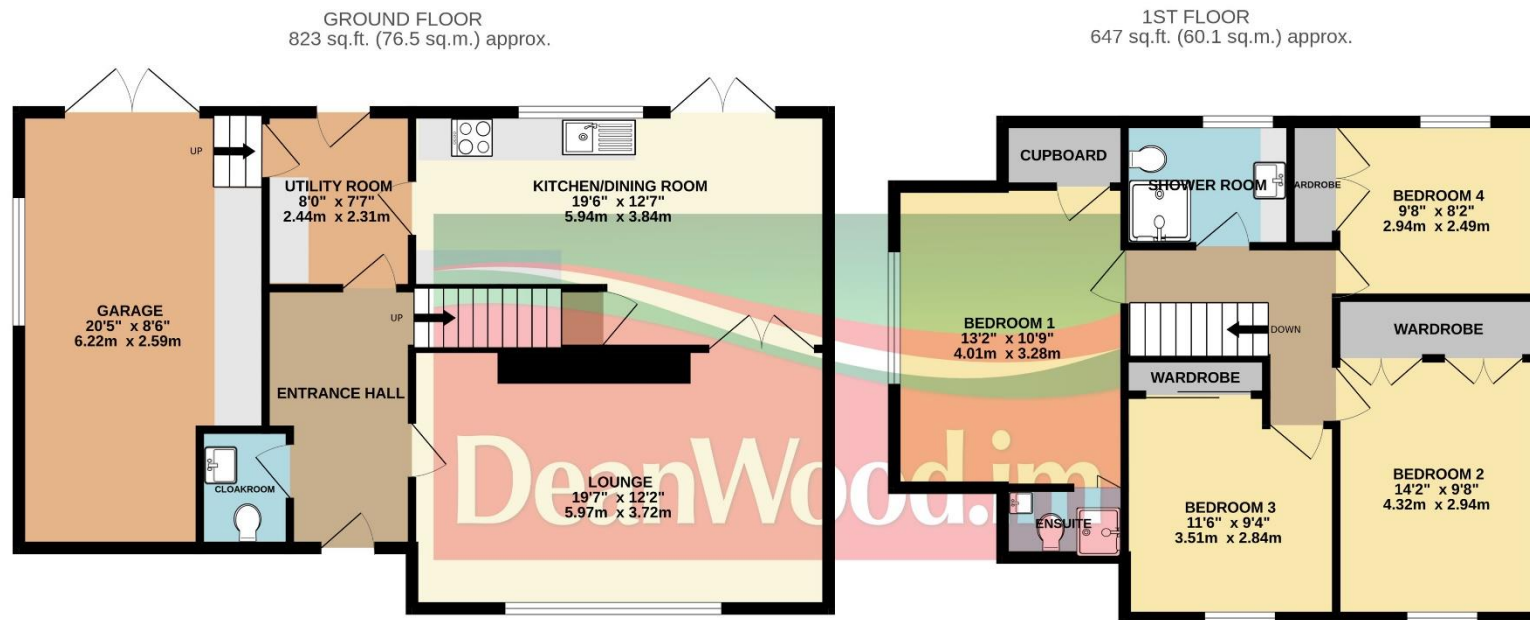 GROUND FLOOR
823 sq.ft. (76.5 sq.m.) approx.
1ST FLOOR
647 sq.ft. (60.1 sq.m.) approx.
UP
UTILITY ROOM
8'0" x 7'7"
2.44m x 2.31m
KITCHEN/DINING ROOM
19'6" x 12'7"
5.94m x 3.84m
GARAGE
20'5" x 8'6"
6.22m x 2.59m
UP
ENTRANCE HALL
CLOAKROOM
LOUNGE
19'7" x 12'2"
5.97m x 3.72m
DeanWood.im
CUPBOARD
SHOWER ROOM
ARDROBE
BEDROOM 4
9'8" x 8'2"
2.94m x 2.49m
BEDROOM 1
13'2" x 10'9"
4.01m x 3.28m
DOWN
WARDROBE
WARDROBE
BEDROOM 2
14'2" x 9'8"
4.32m x 2.94m
BEDROOM 3
11'6" x 9'4"
3.51m x 2.84m
ENSUITE